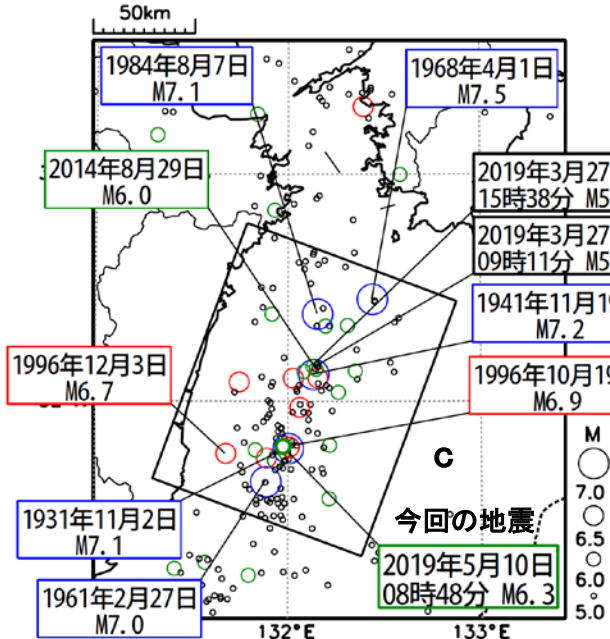 50km
1984年8月7日
M7.1
1968年4月1日
M7.5
2014年8月29日
M6.0
2019年3月27
15時38分 M5
2019年3月27
09時11分 M5
1941年11月19
M7.2
1996年12月3日
M6.7
1996年10月19
M6.9
C
M
7.0
6.5
6.0
5.0
今回の地震
1931年11月2日
M7.1
2019年5月10日
08時48分 M6.3
1961年2月27日
M7.0
132°E
133°E